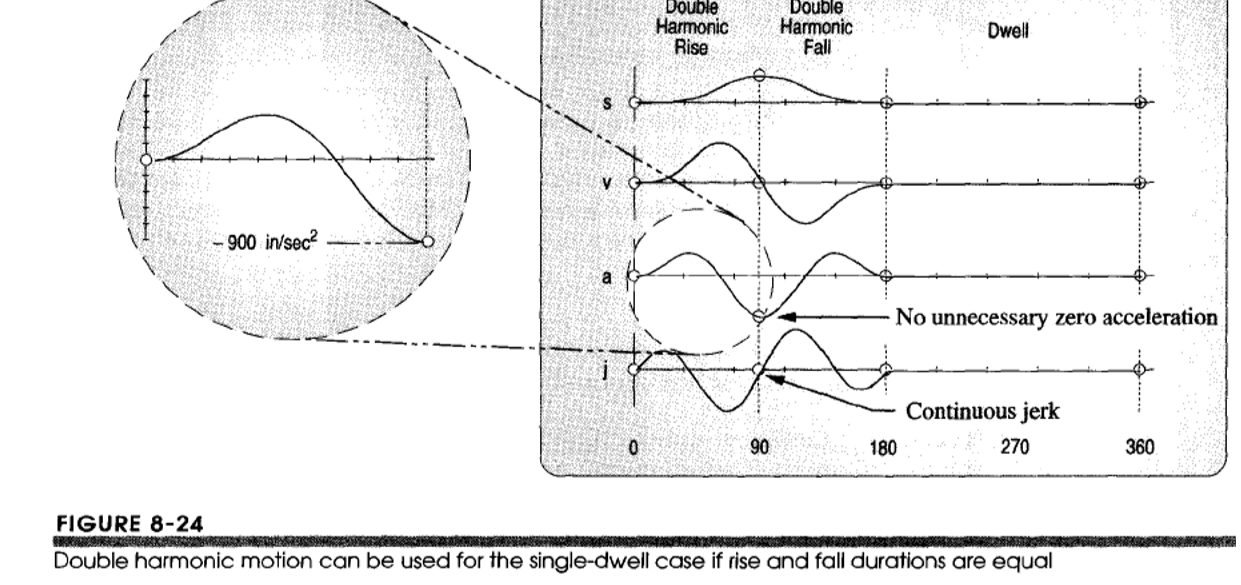 Double
Harmonic
Rise
Double
Harmonic
Fall
Dwell
s
v
a
j
– 900 in/sec²
No unnecessary zero acceleration
Continuous jerk
0 90 180 270 360
FIGURE 8-24
Double harmonic motion can be used for the single-dwell case if rise and fall durations are equal